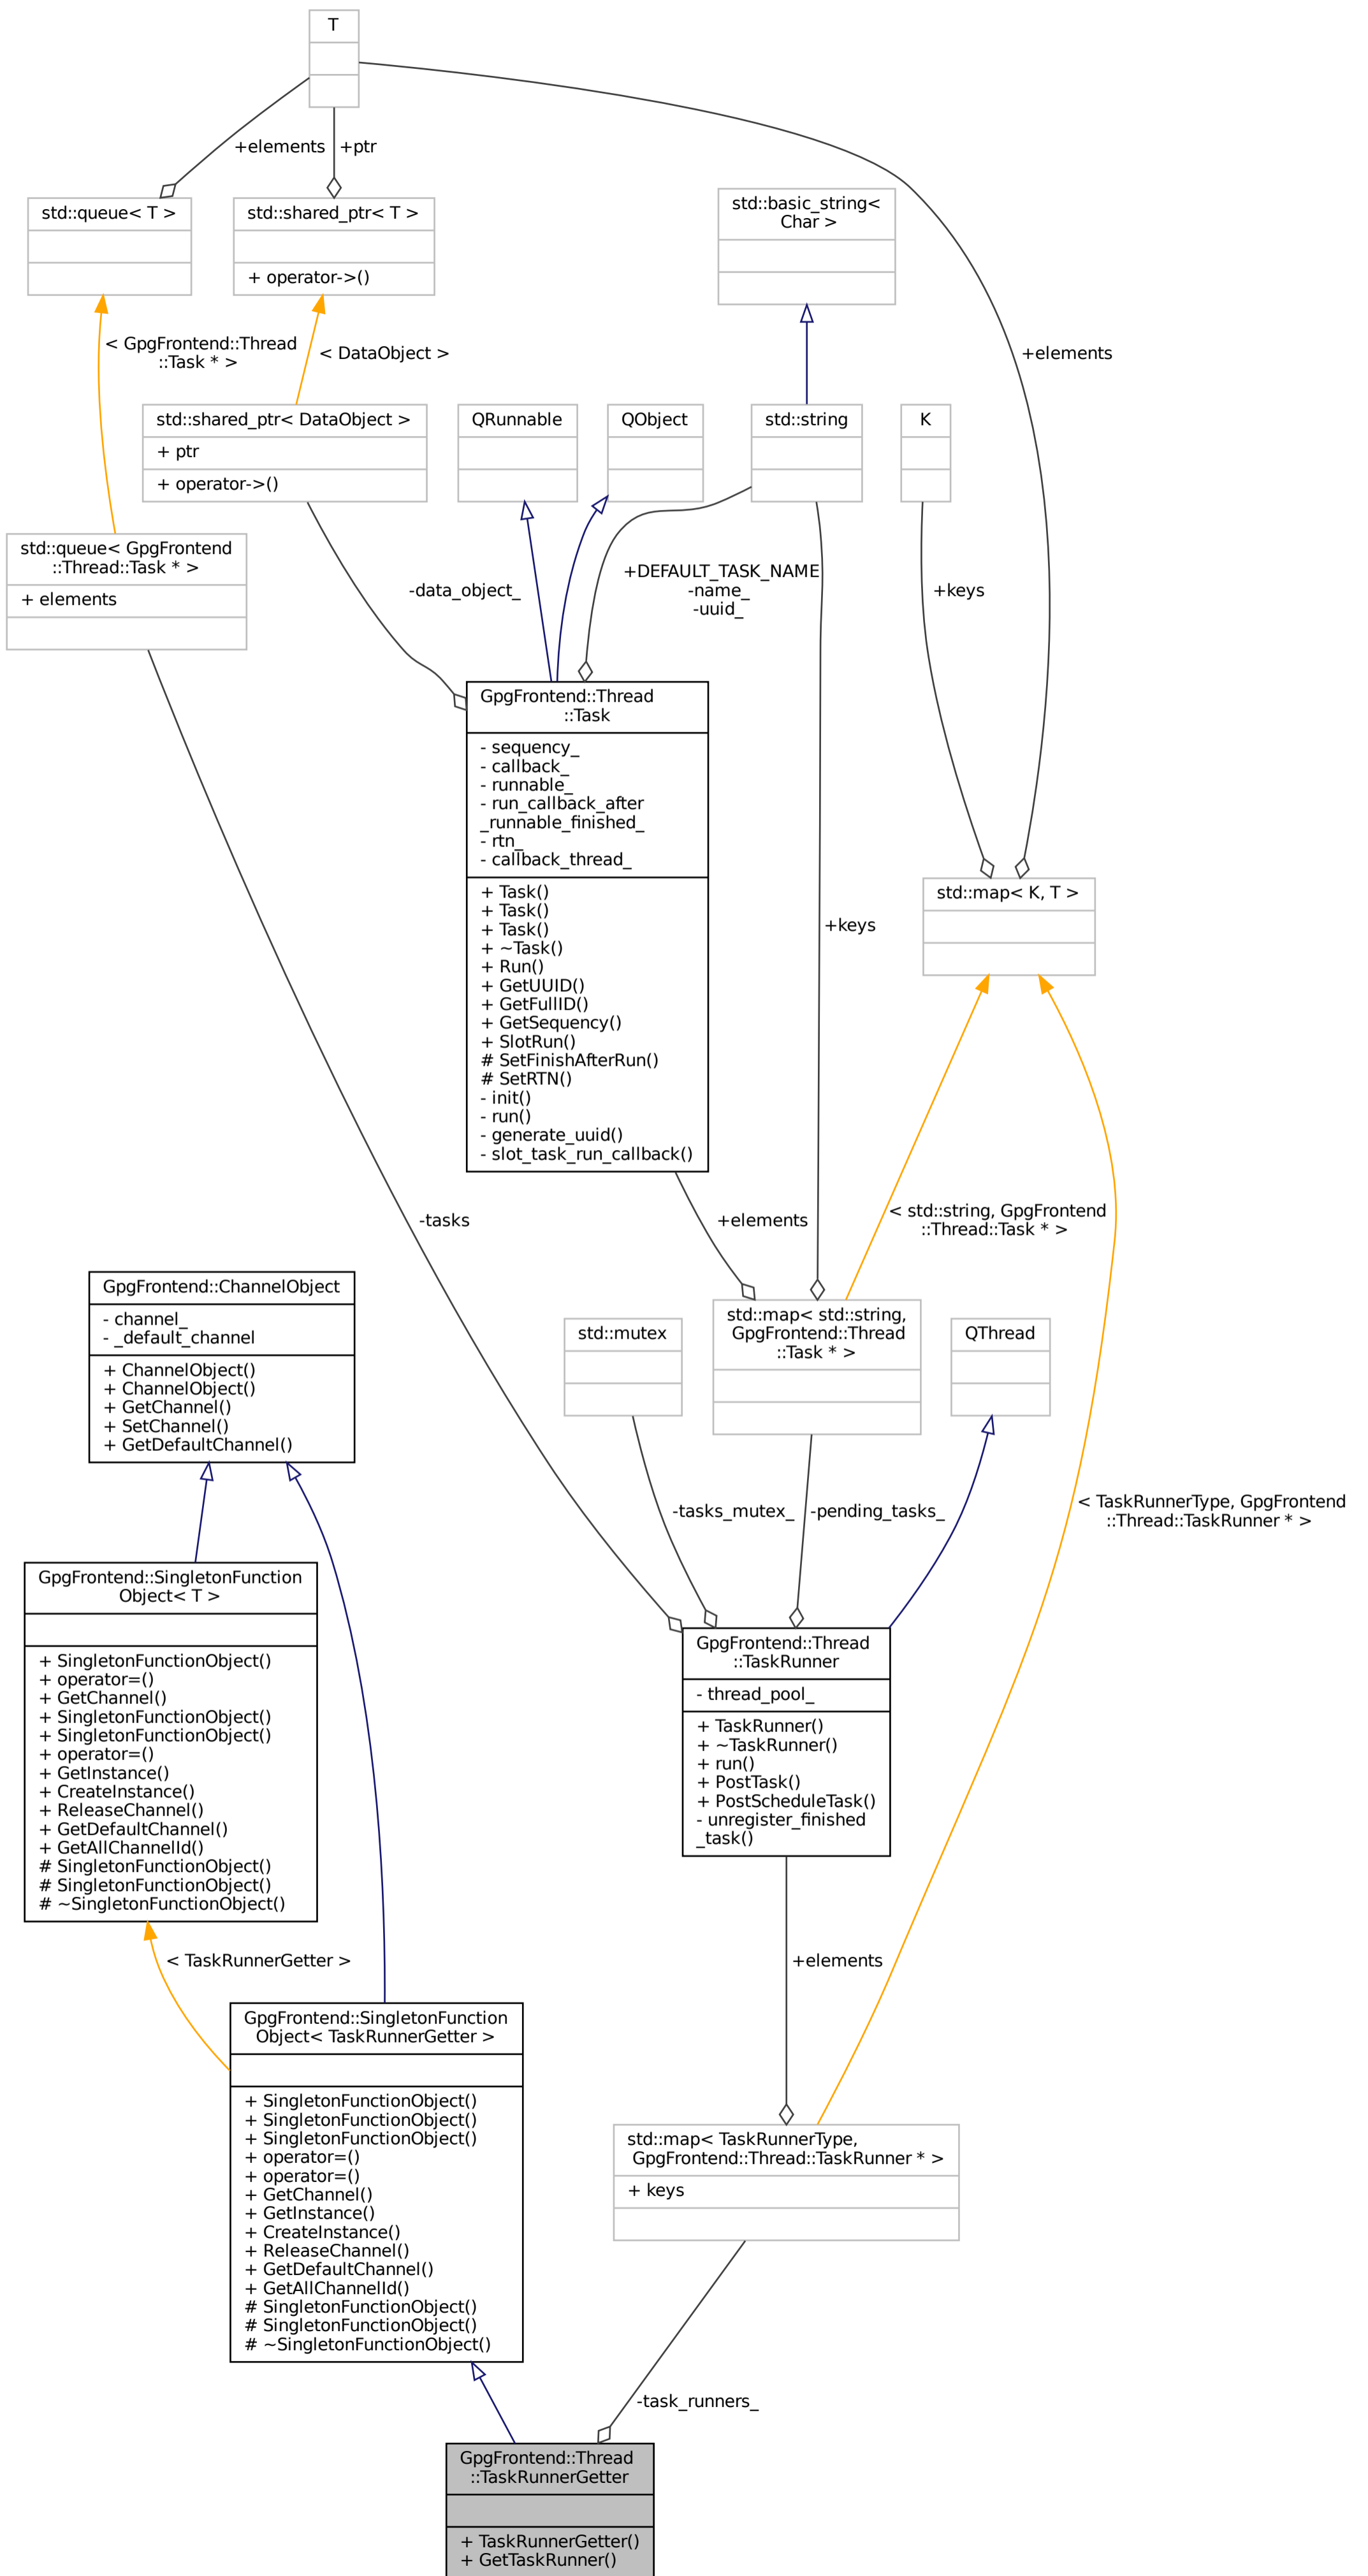 T
+elements
+ptr
std::queue< T >
std::shared_ptr< T >
+ operator->()
std::basic_string<
Char >
< GpgFrontend::Thread
::Task * >
< DataObject >
+elements
std::shared_ptr< DataObject >
+ ptr
+ operator->()
QRunnable
QObject
std::string
K
std::queue< GpgFrontend
::Thread::Task * >
+ elements
-data_object_
+DEFAULT_TASK_NAME
-name_
-uuid_
+keys
GpgFrontend::Thread
::Task
- sequency_
- callback_
- runnable_
- run_callback_after
_runnable_finished_
- rtn_
- callback_thread_
+ Task()
+ Task()
+ Task()
+ ~Task()
+ Run()
+ GetUUID()
+ GetFullID()
+ GetSequency()
+ SlotRun()
# SetFinishAfterRun()
# SetRTN()
- init()
- run()
- generate_uuid()
- slot_task_run_callback()
+keys
std::map< K, T >
-tasks
+elements
< std::string, GpgFrontend
::Thread::Task * >
GpgFrontend::ChannelObject
- channel_
- _default_channel
+ ChannelObject()
+ ChannelObject()
+ GetChannel()
+ SetChannel()
+ GetDefaultChannel()
std::mutex
std::map< std::string,
GpgFrontend::Thread
::Task * >
QThread
-tasks_mutex_
-pending_tasks_
< TaskRunnerType, GpgFrontend
::Thread::TaskRunner * >
GpgFrontend::SingletonFunction
Object< T >
+ SingletonFunctionObject()
+ operator=()
+ GetChannel()
+ SingletonFunctionObject()
+ SingletonFunctionObject()
+ operator=()
+ GetInstance()
+ CreateInstance()
+ ReleaseChannel()
+ GetDefaultChannel()
+ GetAllChannelId()
# SingletonFunctionObject()
# SingletonFunctionObject()
# ~SingletonFunctionObject()
GpgFrontend::Thread
::TaskRunner
- thread_pool_
+ TaskRunner()
+ ~TaskRunner()
+ run()
+ PostTask()
+ PostScheduleTask()
- unregister_finished
_task()
< TaskRunnerGetter >
+elements
GpgFrontend::SingletonFunction
Object< TaskRunnerGetter >
+ SingletonFunctionObject()
+ SingletonFunctionObject()
+ SingletonFunctionObject()
+ operator=()
+ operator=()
+ GetChannel()
+ GetInstance()
+ CreateInstance()
+ ReleaseChannel()
+ GetDefaultChannel()
+ GetAllChannelId()
# SingletonFunctionObject()
# SingletonFunctionObject()
# ~SingletonFunctionObject()
std::map< TaskRunnerType,
GpgFrontend::Thread::TaskRunner * >
+ keys
-task_runners_
GpgFrontend::Thread
::TaskRunnerGetter
+ TaskRunnerGetter()
+ GetTaskRunner()